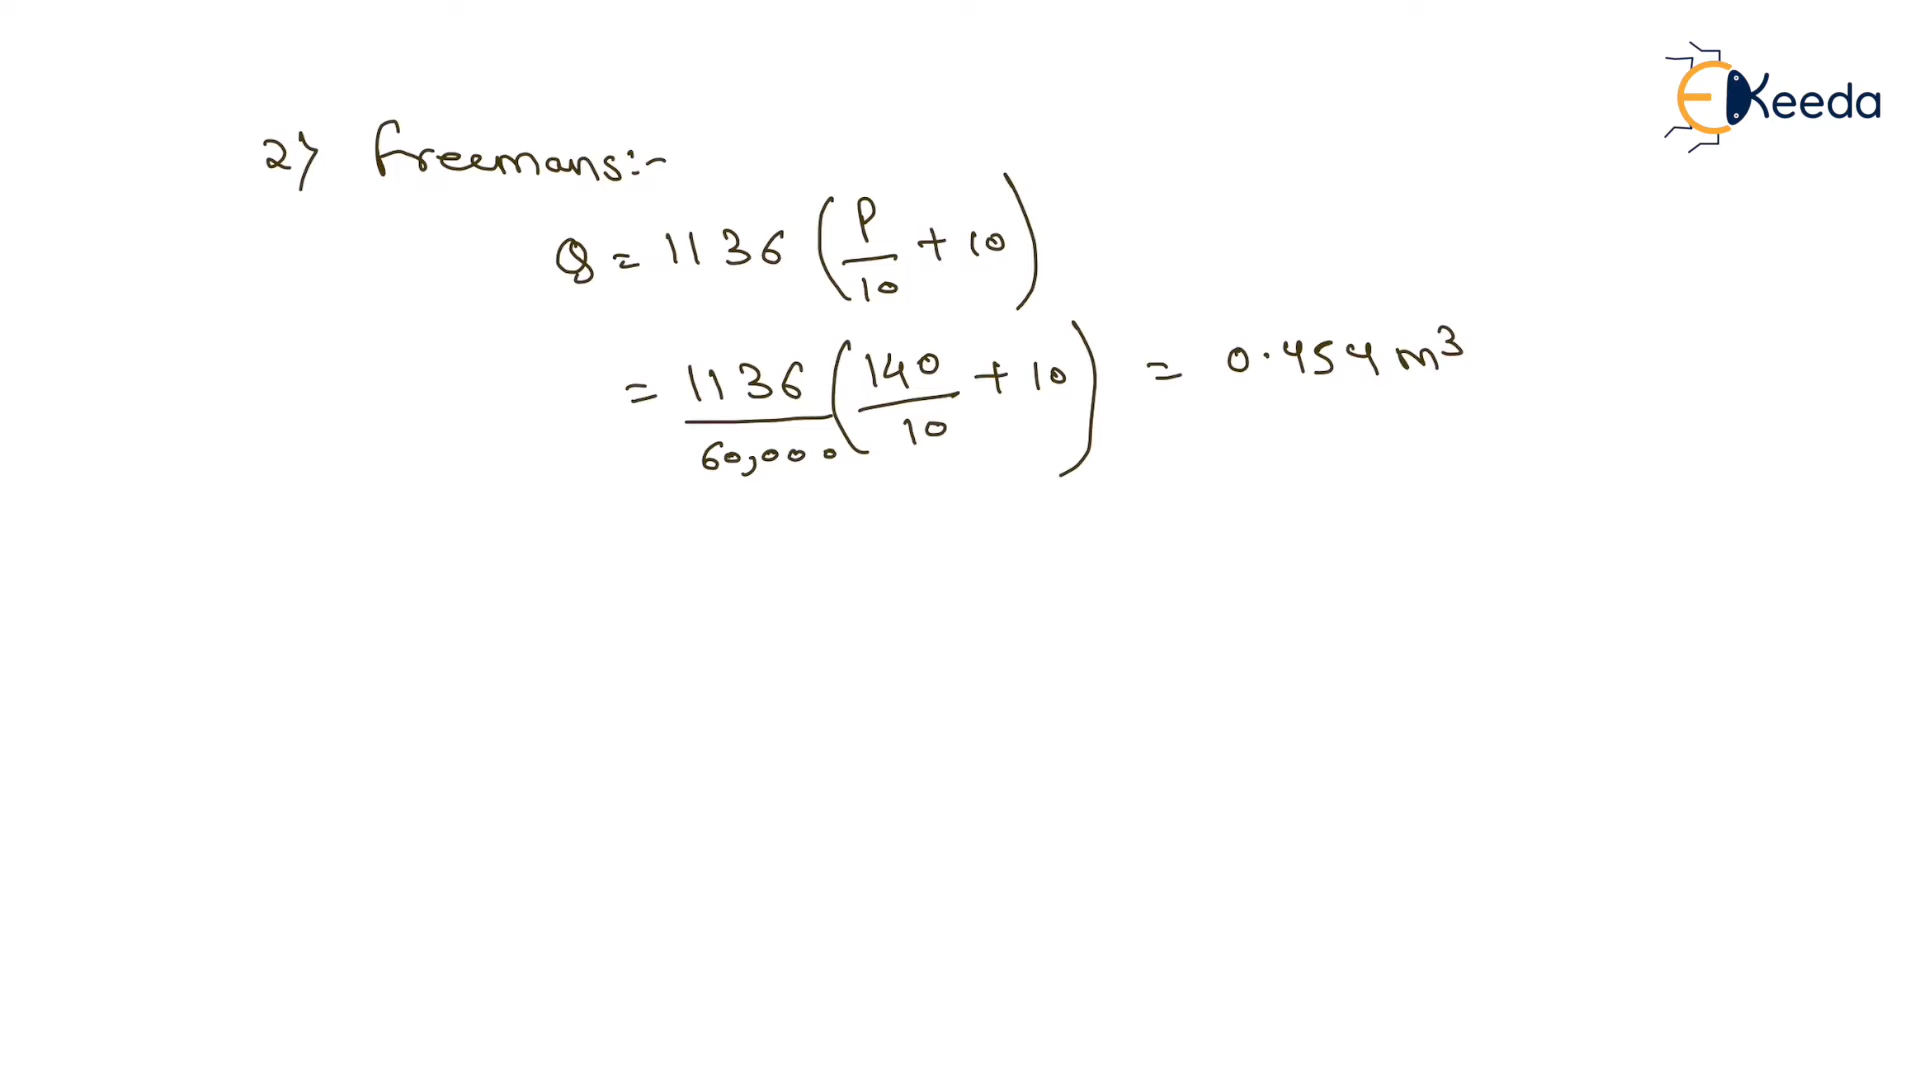 EKeeda
2) Freemans:-
Q = 1136 (P/10 + 10)
= 1136/60,000 (140/10 + 10) = 0.454 m³